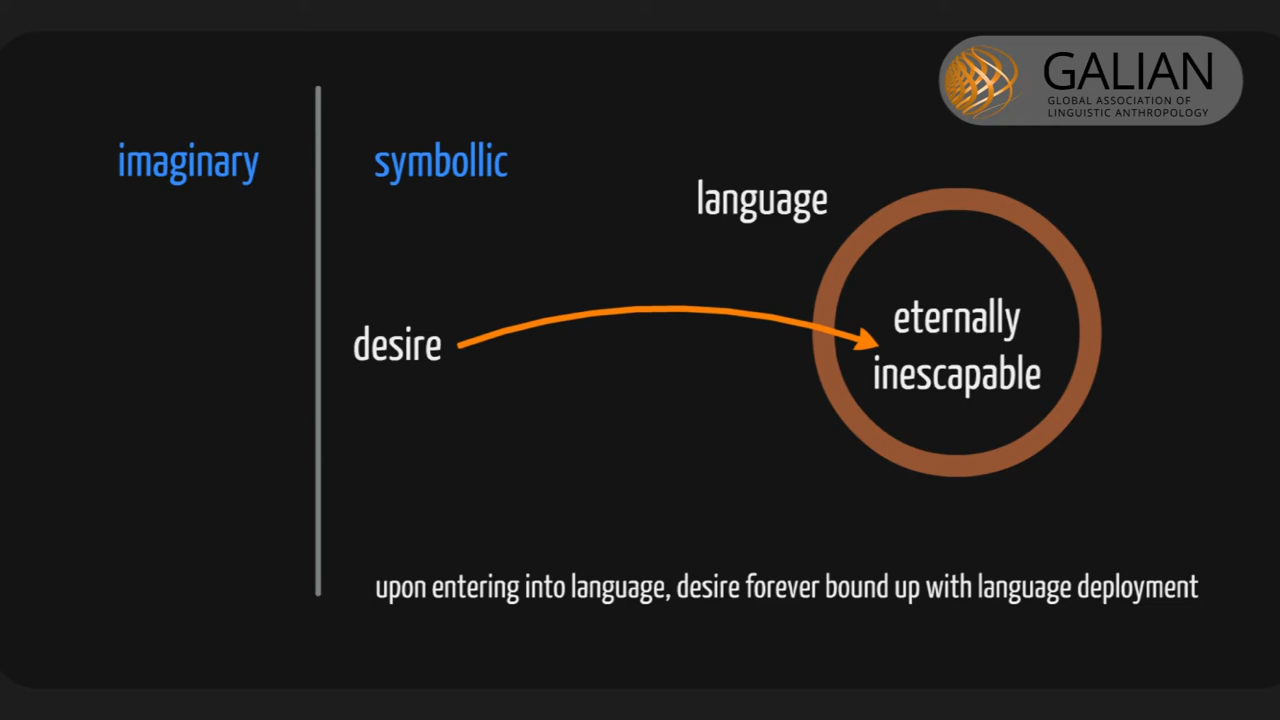 GALIAN
GLOBAL ASSOCIATION OF
LINGUISTIC ANTHROPOLOGY
imaginary
symbollic
language
desire
eternally
inescapable
upon entering into language, desire forever bound up with language deployment